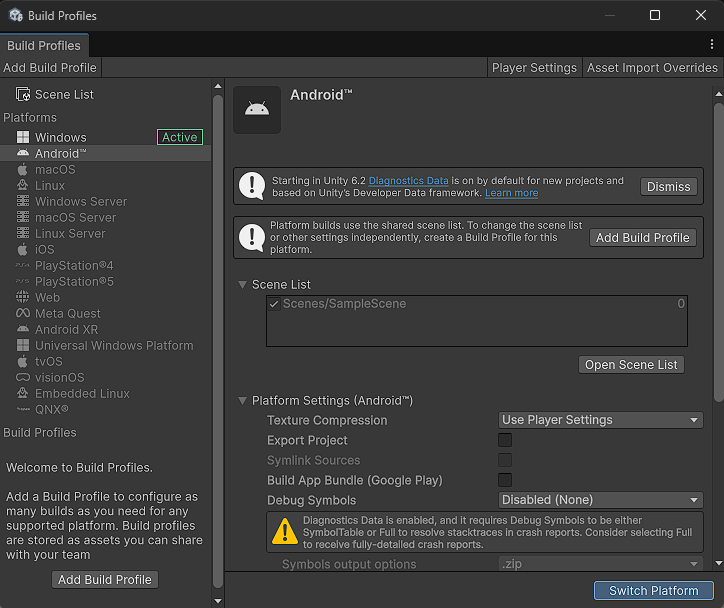 Build Profiles
Build Profiles
Add Build Profile
Player Settings
Asset Import Overrides
Scene List
Platforms
Windows
Active
Android™
macOS
Linux
Windows Server
macOS Server
Linux Server
iOS
PlayStation®4
PlayStation®5
Web
Meta Quest
Android XR
Universal Windows Platform
tvOS
visionOS
Embedded Linux
QNX®
Build Profiles
Welcome to Build Profiles.
Add a Build Profile to configure as
many builds as you need for any
supported platform. Build profiles
are stored as assets you can share
with your team
Add Build Profile
Android™
Starting in Unity 6.2 Diagnostics Data is on by default for new projects and
based on Unity's Developer Data framework. Learn more
Dismiss
Platform builds use the shared scene list. To change the scene list
or other settings independently, create a Build Profile for this
platform.
Add Build Profile
Scene List
Scenes/SampleScene 0
Open Scene List
Platform Settings (Android™)
Texture Compression Use Player Settings
Export Project
Symlink Sources
Build App Bundle (Google Play)
Debug Symbols Disabled (None)
Diagnostics Data is enabled, and it requires Debug Symbols to be either
SymbolTable or Full to resolve stacktraces in crash reports. Consider selecting Full
to receive fully-detailed crash reports.
Symbols output options .zip
Switch Platform